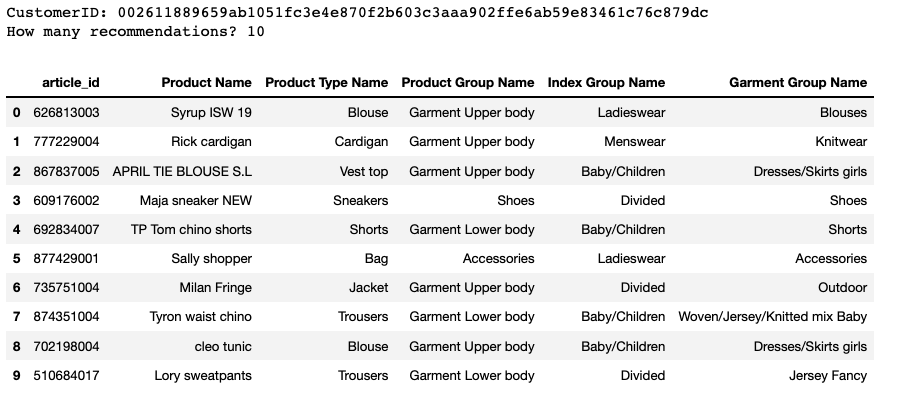 CustomerID: 002611889659ab1051fc3e4e870f2b603c3aaa902ffe6ab59e83461c76c879dc
How many recommendations? 10
article_id Product Name Product Type Name Product Group Name Index Group Name Garment Group Name
0 626813003 Syrup ISW 19 Blouse Garment Upper body Ladieswear Blouses
1 777229004 Rick cardigan Cardigan Garment Upper body Menswear Knitwear
2 867837005 APRIL TIE BLOUSE S.L Vest top Garment Upper body Baby/Children Dresses/Skirts girls
3 609176002 Maja sneaker NEW Sneakers Shoes Divided Shoes
4 692834007 TP Tom chino shorts Shorts Garment Lower body Baby/Children Shorts
5 877429001 Sally shopper Bag Accessories Ladieswear Accessories
6 735751004 Milan Fringe Jacket Garment Upper body Divided Outdoor
7 874351004 Tyron waist chino Trousers Garment Lower body Baby/Children Woven/Jersey/Knitted mix Baby
8 702198004 cleo tunic Blouse Garment Upper body Baby/Children Dresses/Skirts girls
9 510684017 Lory sweatpants Trousers Garment Lower body Divided Jersey Fancy